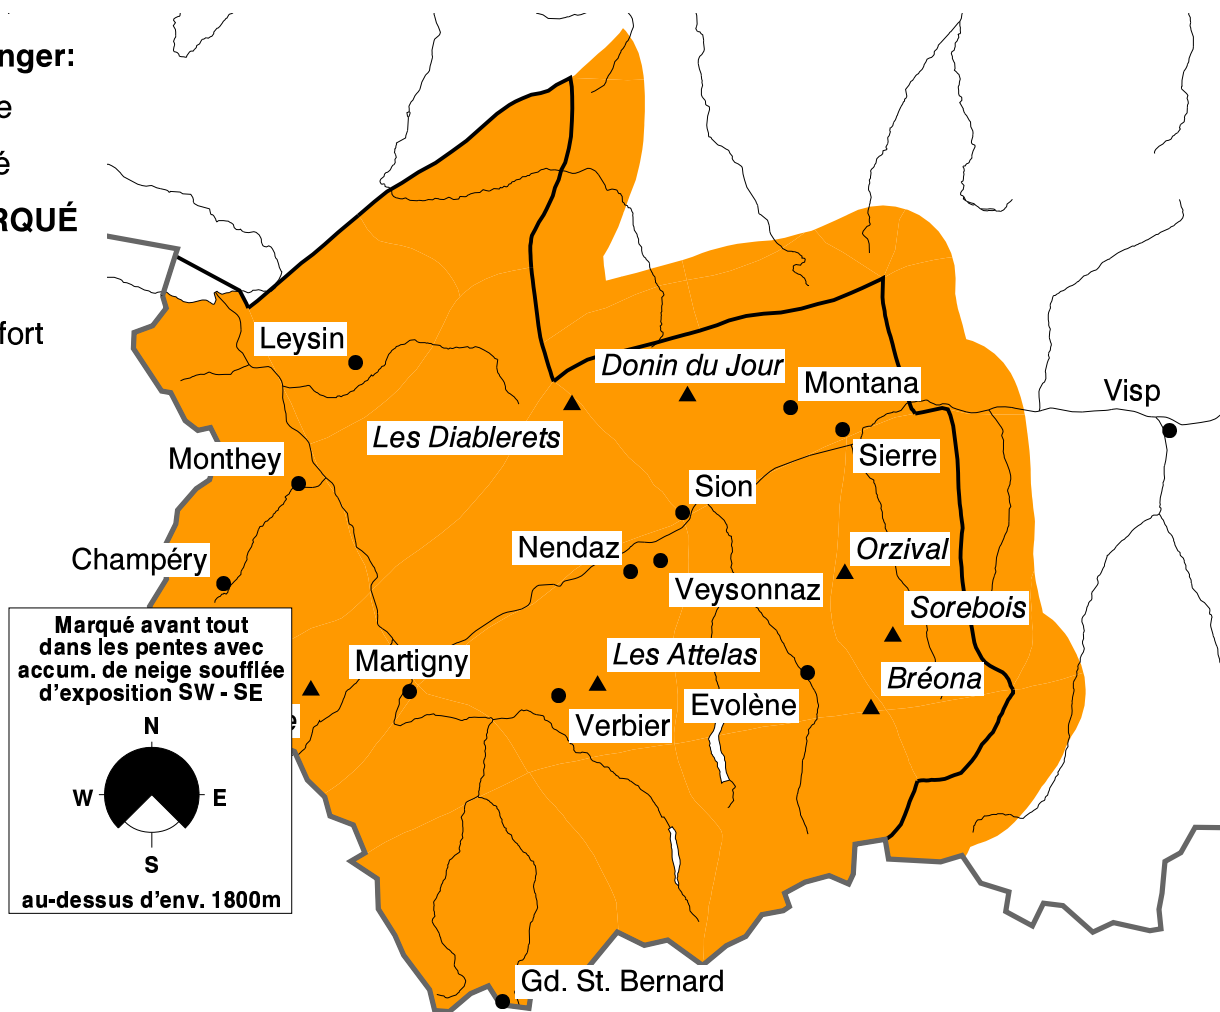 nger:
e
é
RQUÉ
fort
Leysin
Donin du Jour
Montana
Visp
Les Diablerets
Sierre
Monthey
Sion
Nendaz
Orzival
Champéry
Veysonnaz
Sorebois
Marqué avant tout
dans les pentes avec
accum. de neige soufflée
d'exposition SW - SE
Martigny
Les Attelas
Bréona
Evolène
e
Verbier
N
W
E
S
au-dessus d'env. 1800m
Gd. St. Bernard